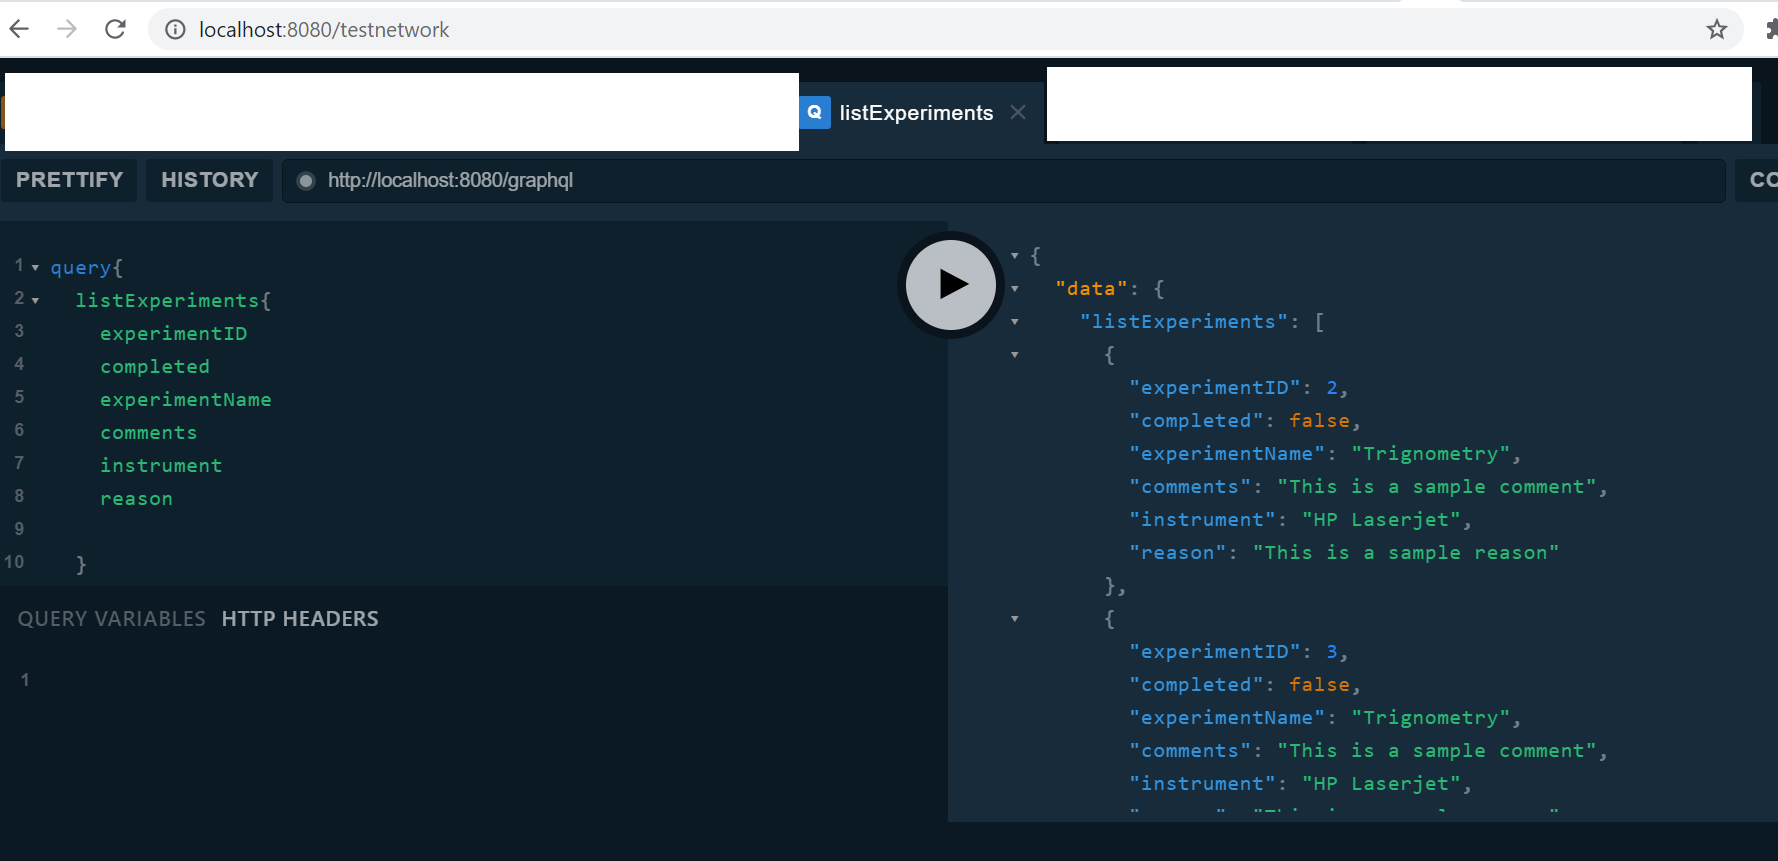 localhost:8080/testnetwork
Q listExperiments
PRETTIFY HISTORY http://localhost:8080/graphql
1 query{
2 listExperiments{
3 experimentID
4 completed
5 experimentName
6 comments
7 instrument
8 reason
9
10 }
QUERY VARIABLES HTTP HEADERS
1
{
"data": {
"listExperiments": [
{
"experimentID": 2,
"completed": false,
"experimentName": "Trignometry",
"comments": "This is a sample comment",
"instrument": "HP Laserjet",
"reason": "This is a sample reason"
},
{
"experimentID": 3,
"completed": false,
"experimentName": "Trignometry",
"comments": "This is a sample comment",
"instrument": "HP Laserjet",